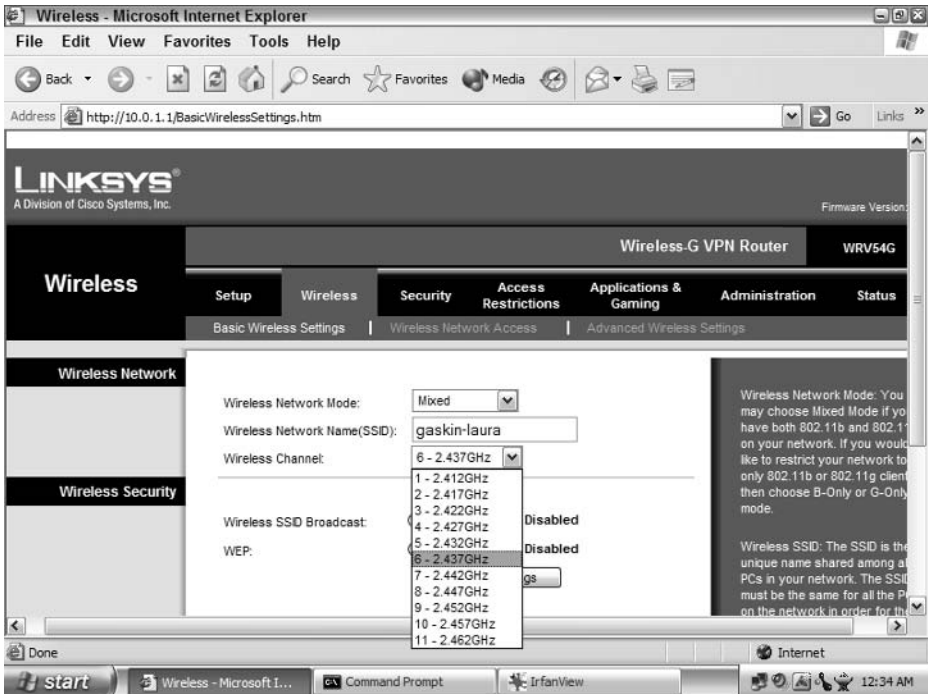 Wireless - Microsoft Internet Explorer
File Edit View Favorites Tools Help
Back Search Favorites Media
Address http://10.0.1.1/BasicWirelessSettings.htm Go Links »
LINKSYS®
A Division of Cisco Systems, Inc.
Firmware Version:
Wireless-G VPN Router WRV54G
Wireless
Setup Wireless Security Access Restrictions Applications & Gaming Administration Status
Basic Wireless Settings | Wireless Network Access | Advanced Wireless Settings
Wireless Network
Wireless Network Mode: Mixed
Wireless Network Name(SSID): gaskin-laura
Wireless Channel: 6 - 2.437GHz
1 - 2.412GHz
2 - 2.417GHz
3 - 2.422GHz
4 - 2.427GHz
5 - 2.432GHz
6 - 2.437GHz
7 - 2.442GHz
8 - 2.447GHz
9 - 2.452GHz
10 - 2.457GHz
11 - 2.462GHz
Wireless Security
Wireless SSID Broadcast: Disabled
WEP: Disabled
gs
Wireless Network Mode: You
may choose Mixed Mode if yo
have both 802.11b and 802.1
on your network. If you would
like to restrict your network to
only 802.11b or 802.11g client
then choose B-Only or G-Only
mode.
Wireless SSID: The SSID is the
unique name shared among al
PCs in your network. The SSI
must be the same for all the P
on the network in order for the
Done Internet
start Wireless - Microsoft I... Command Prompt IrfanView 12:34 AM